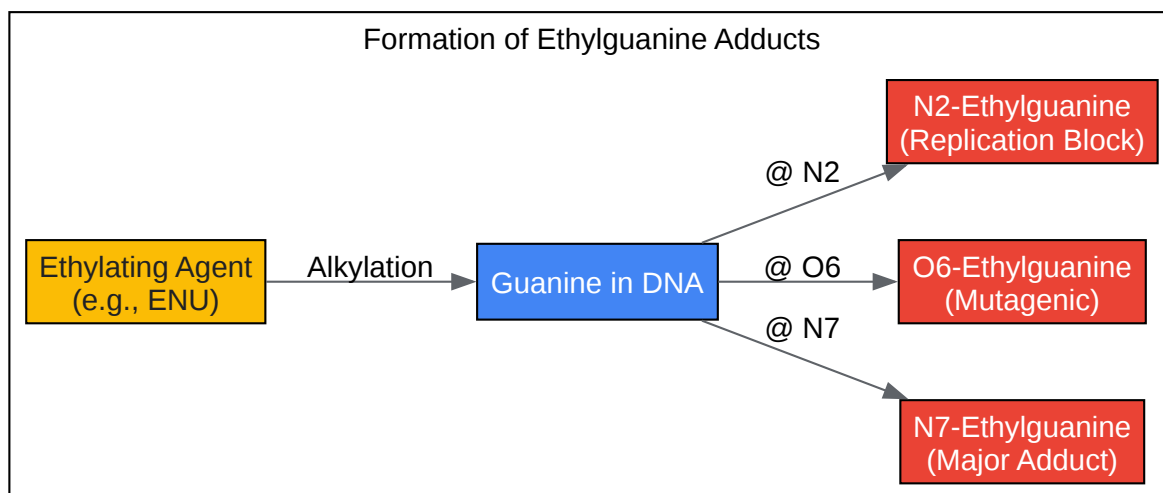 Formation of Ethylguanine Adducts
N2-Ethylguanine
(Replication Block)
@ N2
Ethylating Agent
(e.g., ENU)
Alkylation
Guanine in DNA
@ O6
O6-Ethylguanine
(Mutagenic)
@ N7
N7-Ethylguanine
(Major Adduct)